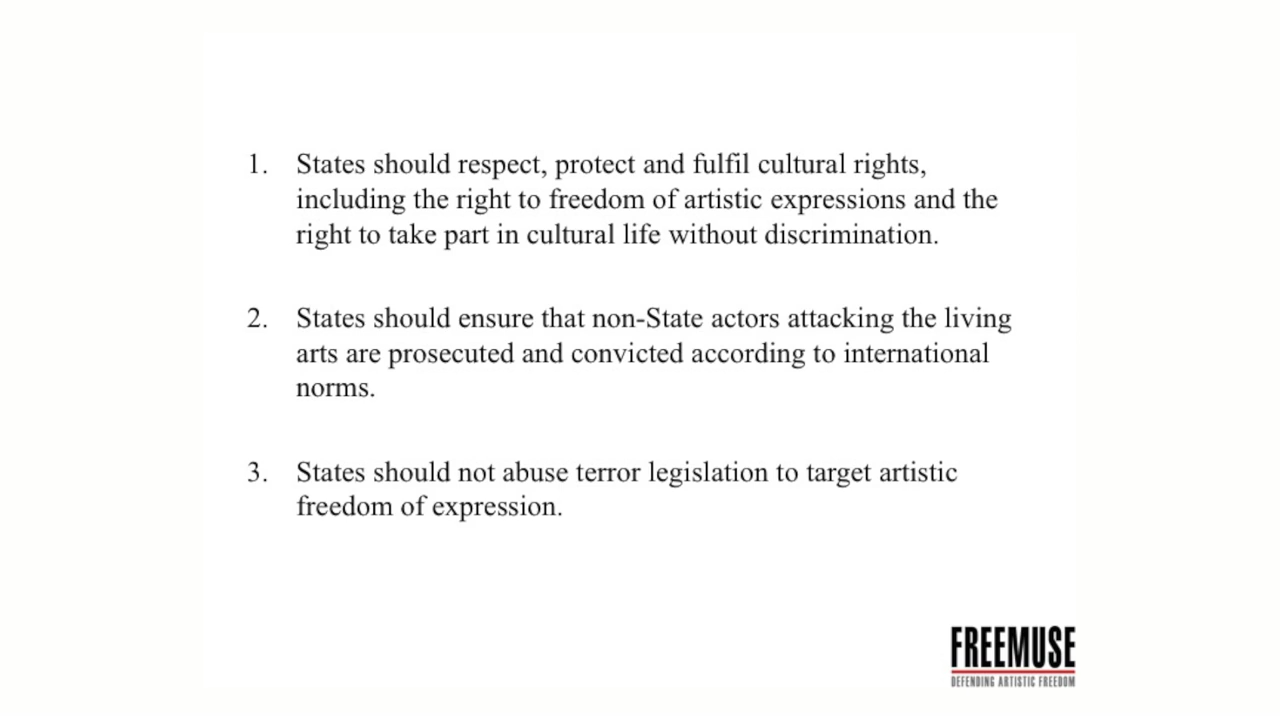 1. States should respect, protect and fulfil cultural rights,
including the right to freedom of artistic expressions and the
right to take part in cultural life without discrimination.
2. States should ensure that non-State actors attacking the living
arts are prosecuted and convicted according to international
norms.
3. States should not abuse terror legislation to target artistic
freedom of expression.
FREEMUSE
DEFENDING ARTISTIC FREEDOM